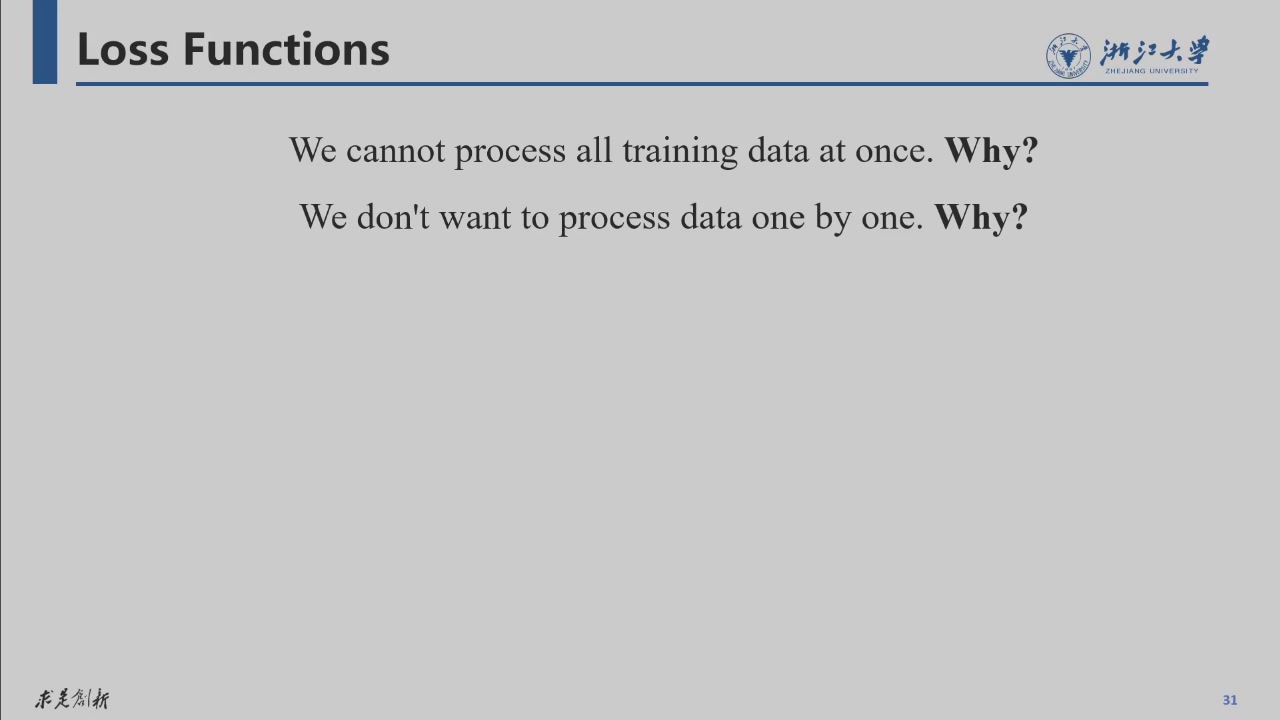 Loss Functions
浙江大学
ZHEJIANG UNIVERSITY
We cannot process all training data at once. Why?
We don't want to process data one by one. Why?
求是创新
31